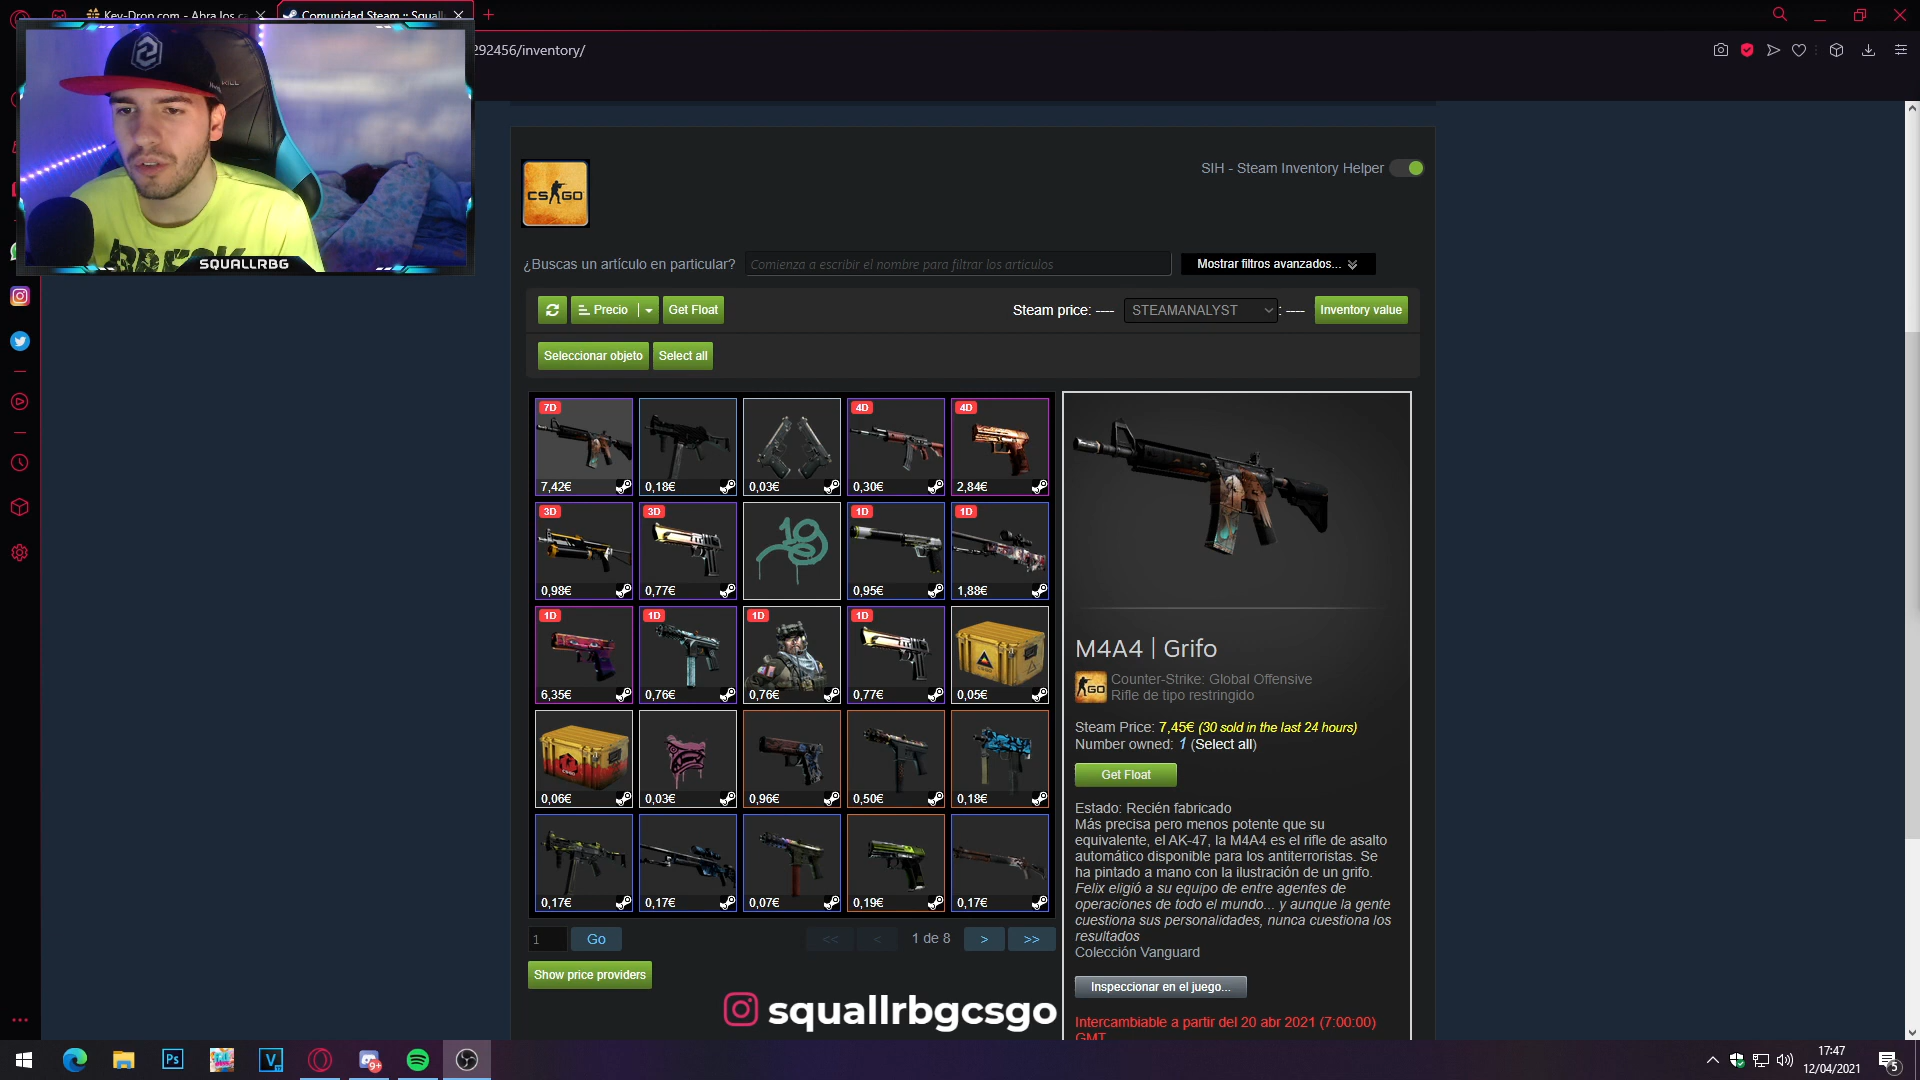 Key-Drop.com - Abra los c
Comunidad Steam :: Squall
292456/inventory/
SQUALLRBG
CS GO
SIH - Steam Inventory Helper
¿Buscas un artículo en particular?
Comienza a escribir el nombre para filtrar los artículos
Mostrar filtros avanzados...
Precio
Get Float
Steam price: ----
STEAMANALYST
: ----
Inventory value
Seleccionar objeto
Select all
7D
4D
4D
7,42€
0,18€
0,03€
0,30€
2,84€
3D
3D
1D
1D
0,98€
0,77€
0,95€
1,88€
1D
1D
1D
1D
6,35€
0,76€
0,76€
0,77€
0,05€
0,06€
0,03€
0,96€
0,50€
0,18€
0,17€
0,17€
0,07€
0,19€
0,17€
1
Go
<<
<
1 de 8
>
>>
Show price providers
M4A4 | Grifo
GO
Counter-Strike: Global Offensive
Rifle de tipo restringido
Steam Price: 7,45€ (30 sold in the last 24 hours)
Number owned: 1 (Select all)
Get Float
Estado: Recién fabricado
Más precisa pero menos potente que su
equivalente, el AK-47, la M4A4 es el rifle de asalto
automático disponible para los antiterroristas. Se
ha pintado a mano con la ilustración de un grifo.
Felix eligió a su equipo de entre agentes de
operaciones de todo el mundo... y aunque la gente
cuestiona sus personalidades, nunca cuestiona los
resultados
Colección Vanguard
Inspeccionar en el juego...
Intercambiable a partir del 20 abr 2021 (7:00:00)
GMT
squallrbgcsgo
Ps
V
9+
17:47
12/04/2021
5